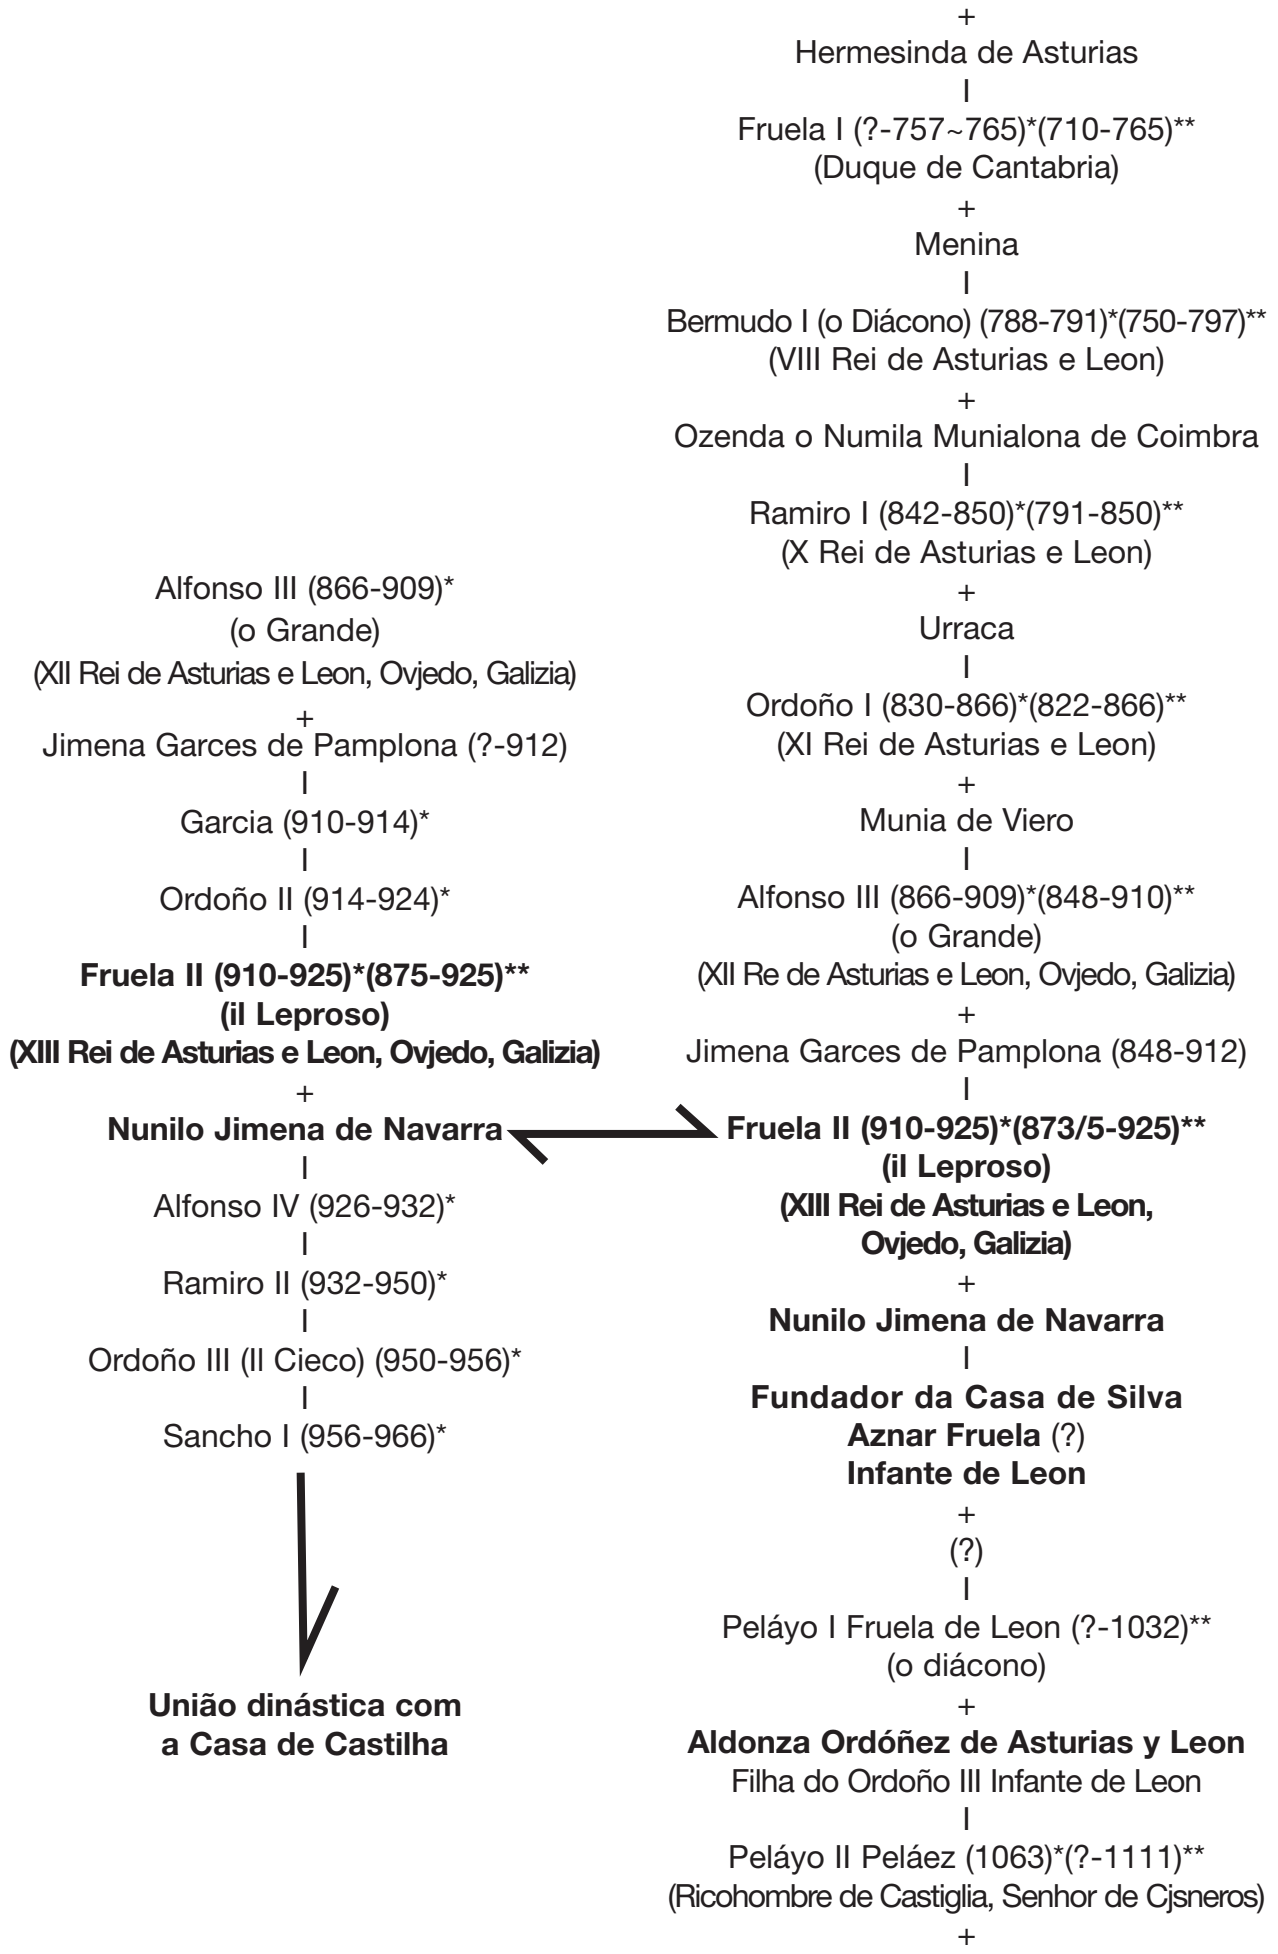 +
Hermesinda de Asturias
|
Fruela I (?-757~765)*(710-765)**
(Duque de Cantabria)
+
Menina
|
Bermudo I (o Diácono) (788-791)*(750-797)**
(VIII Rei de Asturias e Leon)
+
Ozenda o Numila Munialona de Coimbra
|
Ramiro I (842-850)*(791-850)**
(X Rei de Asturias e Leon)
+
Urraca
|
Ordoño I (830-866)*(822-866)**
(XI Rei de Asturias e Leon)
+
Munia de Viero
|
Alfonso III (866-909)*(848-910)**
(o Grande)
(XII Re de Asturias e Leon, Ovjedo, Galizia)
+
Jimena Garces de Pamplona (848-912)
|
Fruela II (910-925)*(873/5-925)**
(il Leproso)
(XIII Rei de Asturias e Leon,
Ovjedo, Galizia)
+
Nunilo Jimena de Navarra
|
Fundador da Casa de Silva
Aznar Fruela (?)
Infante de Leon
+
(?)
|
Peláyo I Fruela de Leon (?-1032)**
(o diácono)
+
Aldonza Ordóñez de Asturias y Leon
Filha do Ordoño III Infante de Leon
|
Peláyo II Peláez (1063)*(?-1111)**
(Ricohombre de Castiglia, Senhor de Cjsneros)
+
Alfonso III (866-909)*
(o Grande)
(XII Rei de Asturias e Leon, Ovjedo, Galizia)
+
Jimena Garces de Pamplona (?-912)
|
Garcia (910-914)*
|
Ordoño II (914-924)*
|
Fruela II (910-925)*(875-925)**
(il Leproso)
(XIII Rei de Asturias e Leon, Ovjedo, Galizia)
+
Nunilo Jimena de Navarra
|
Alfonso IV (926-932)*
|
Ramiro II (932-950)*
|
Ordoño III (Il Cieco) (950-956)*
|
Sancho I (956-966)*
União dinástica com
a Casa de Castilha